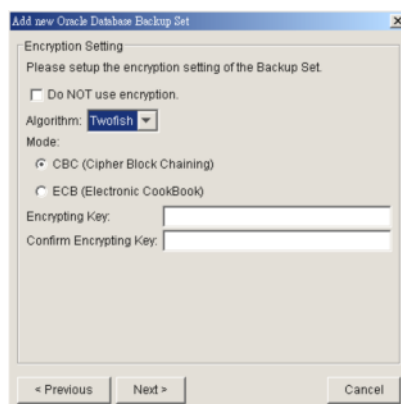 Add new Oracle Database Backup Set
Encryption Setting
Please setup the encryption setting of the Backup Set.
Do NOT use encryption.
Algorithm: Twofish
Mode:
CBC (Cipher Block Chaining)
ECB (Electronic CookBook)
Encrypting Key:
Confirm Encrypting Key:
< Previous Next > Cancel